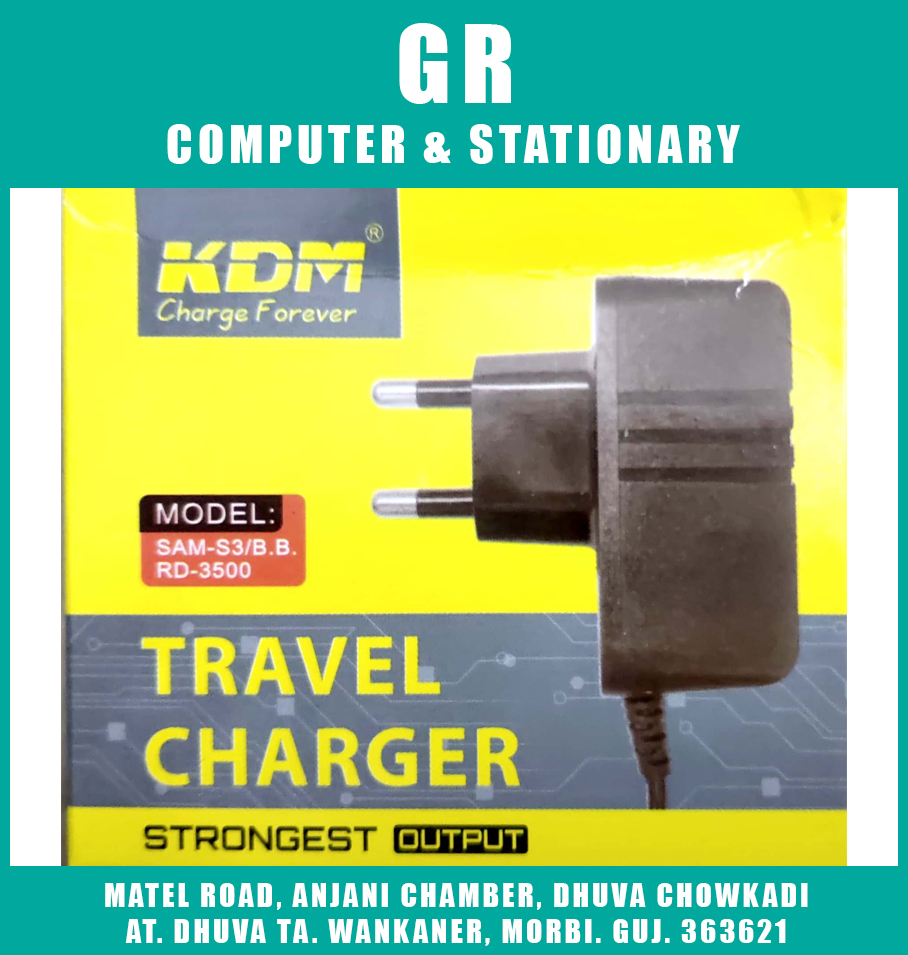 GR
COMPUTER & STATIONARY
KDM®
Charge Forever
MODEL:
SAM-S3/B.B.
RD-3500
TRAVEL
CHARGER
STRONGEST OUTPUT
MATEL ROAD, ANJANI CHAMBER, DHUVA CHOWKADI
AT. DHUVA TA. WANKANER, MORBI. GUJ. 363621